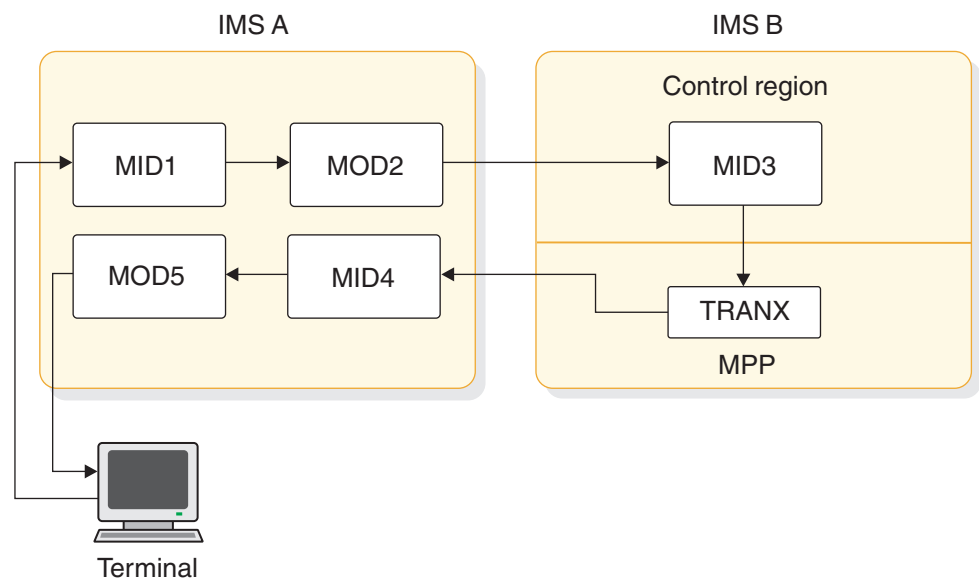 IMS A
IMS B
Control region
MID1
MOD2
MID3
MOD5
MID4
TRANX
MPP
Terminal